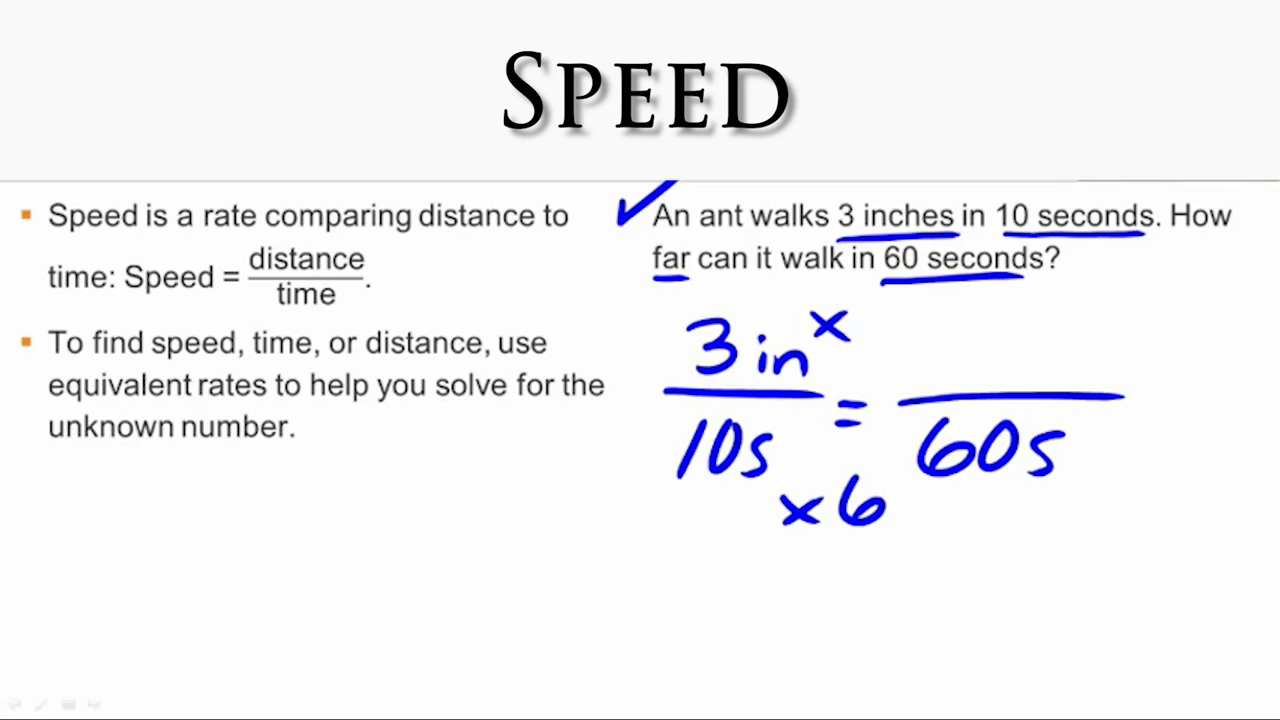 SPEED
▪ Speed is a rate comparing distance to
time: Speed = distance/time.
▪ To find speed, time, or distance, use
equivalent rates to help you solve for the
unknown number.
✓ An ant walks 3 inches in 10 seconds. How
far can it walk in 60 seconds?
3 in x
10s = 60s
x 6